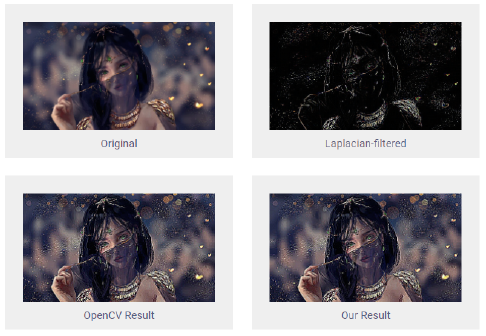 Original
Laplacian-filtered
OpenCV Result
Our Result